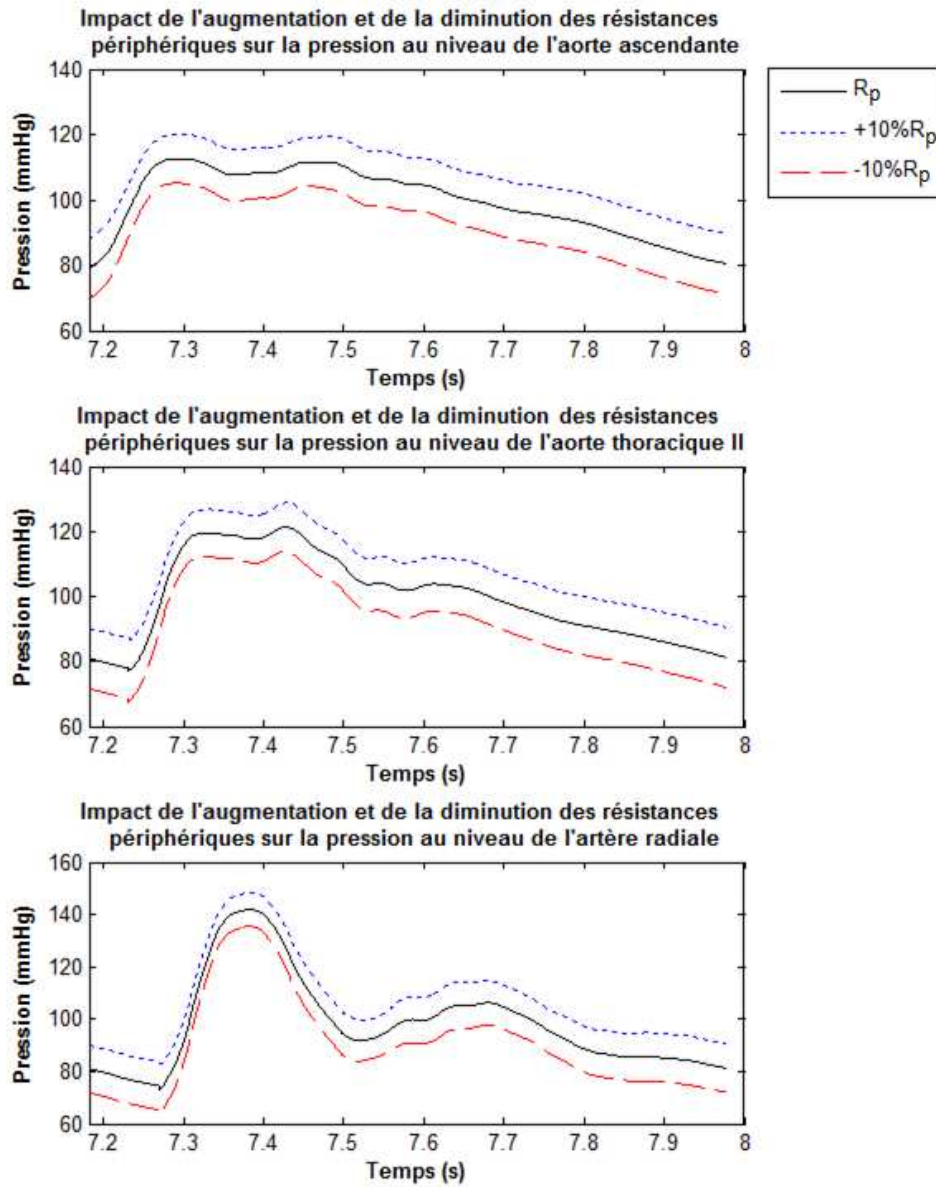 Impact de l'augmentation et de la diminution des résistances
périphériques sur la pression au niveau de l'aorte ascendante
140
120
100
80
60
Pression (mmHg)
7.2 7.3 7.4 7.5 7.6 7.7 7.8 7.9 8
Temps (s)
Rp
+10%Rp
-10%Rp
Impact de l'augmentation et de la diminution des résistances
périphériques sur la pression au niveau de l'aorte thoracique II
140
120
100
80
60
Pression (mmHg)
7.2 7.3 7.4 7.5 7.6 7.7 7.8 7.9 8
Temps (s)
Impact de l'augmentation et de la diminution des résistances
périphériques sur la pression au niveau de l'artère radiale
160
140
120
100
80
60
Pression (mmHg)
7.2 7.3 7.4 7.5 7.6 7.7 7.8 7.9 8
Temps (s)